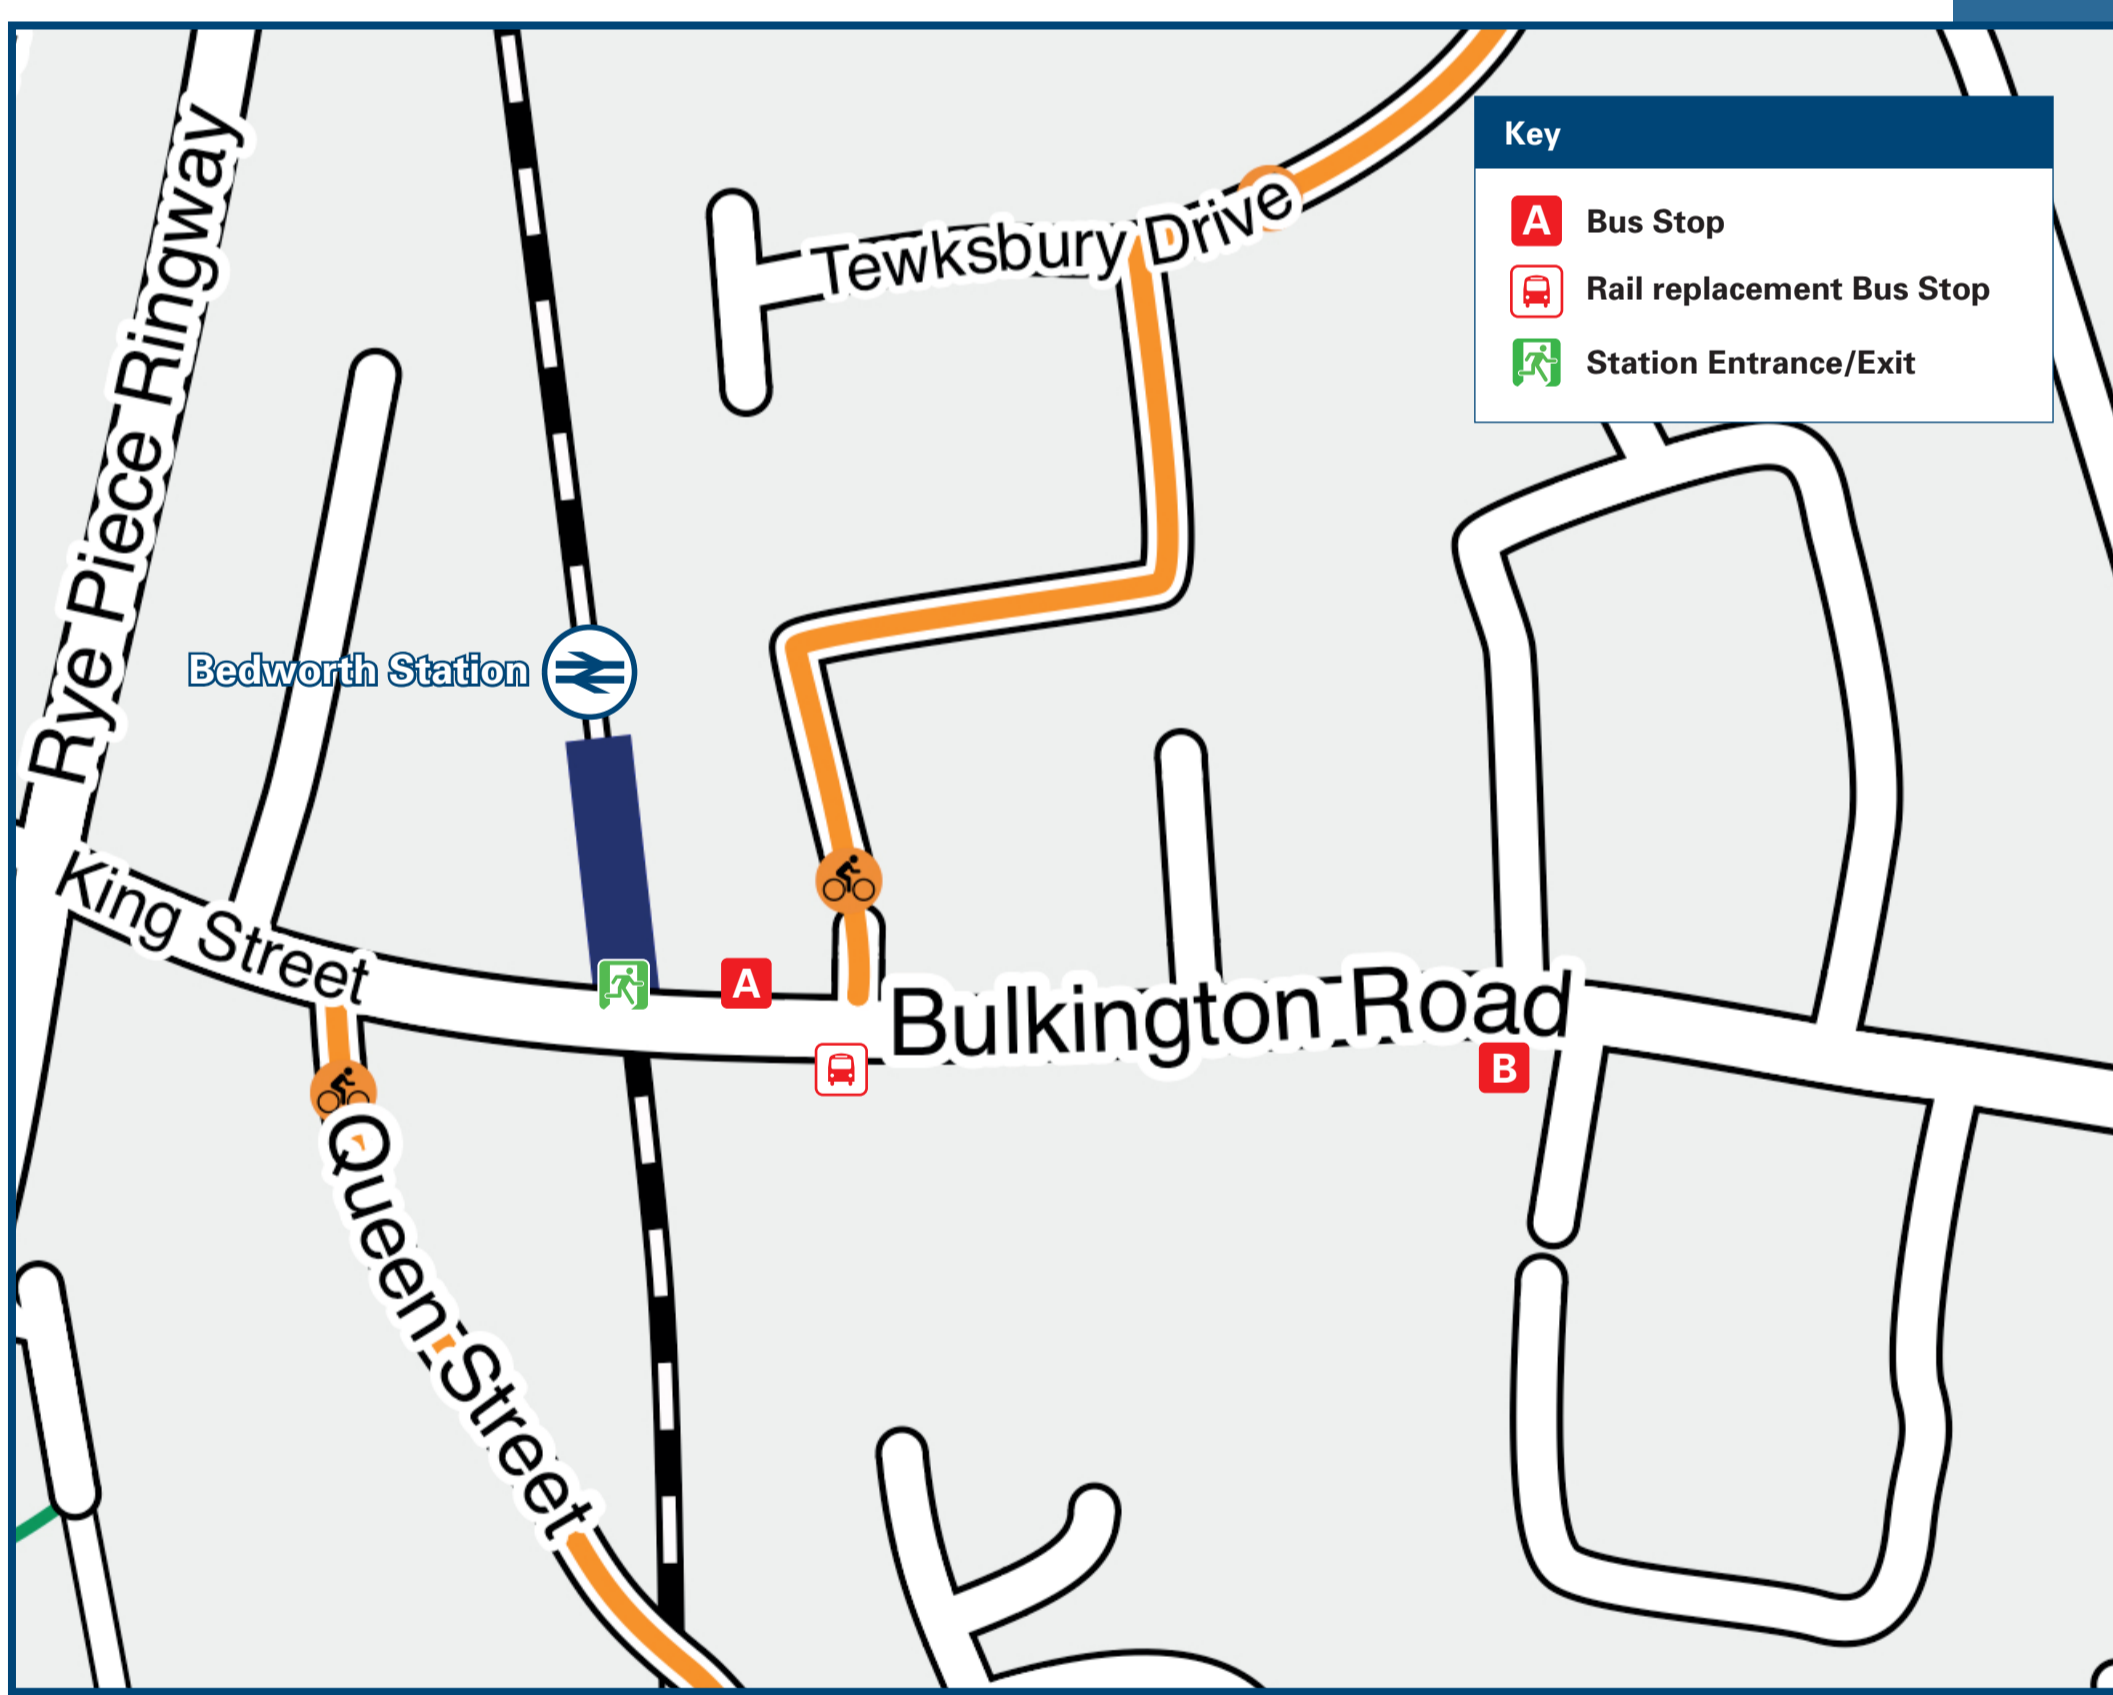 Key
A Bus Stop
Rail replacement Bus Stop
Station Entrance/Exit
Rye Piece Ringway
Tewksbury Drive
Bedworth Station
King Street
A
Bulkington Road
B
Queen Street